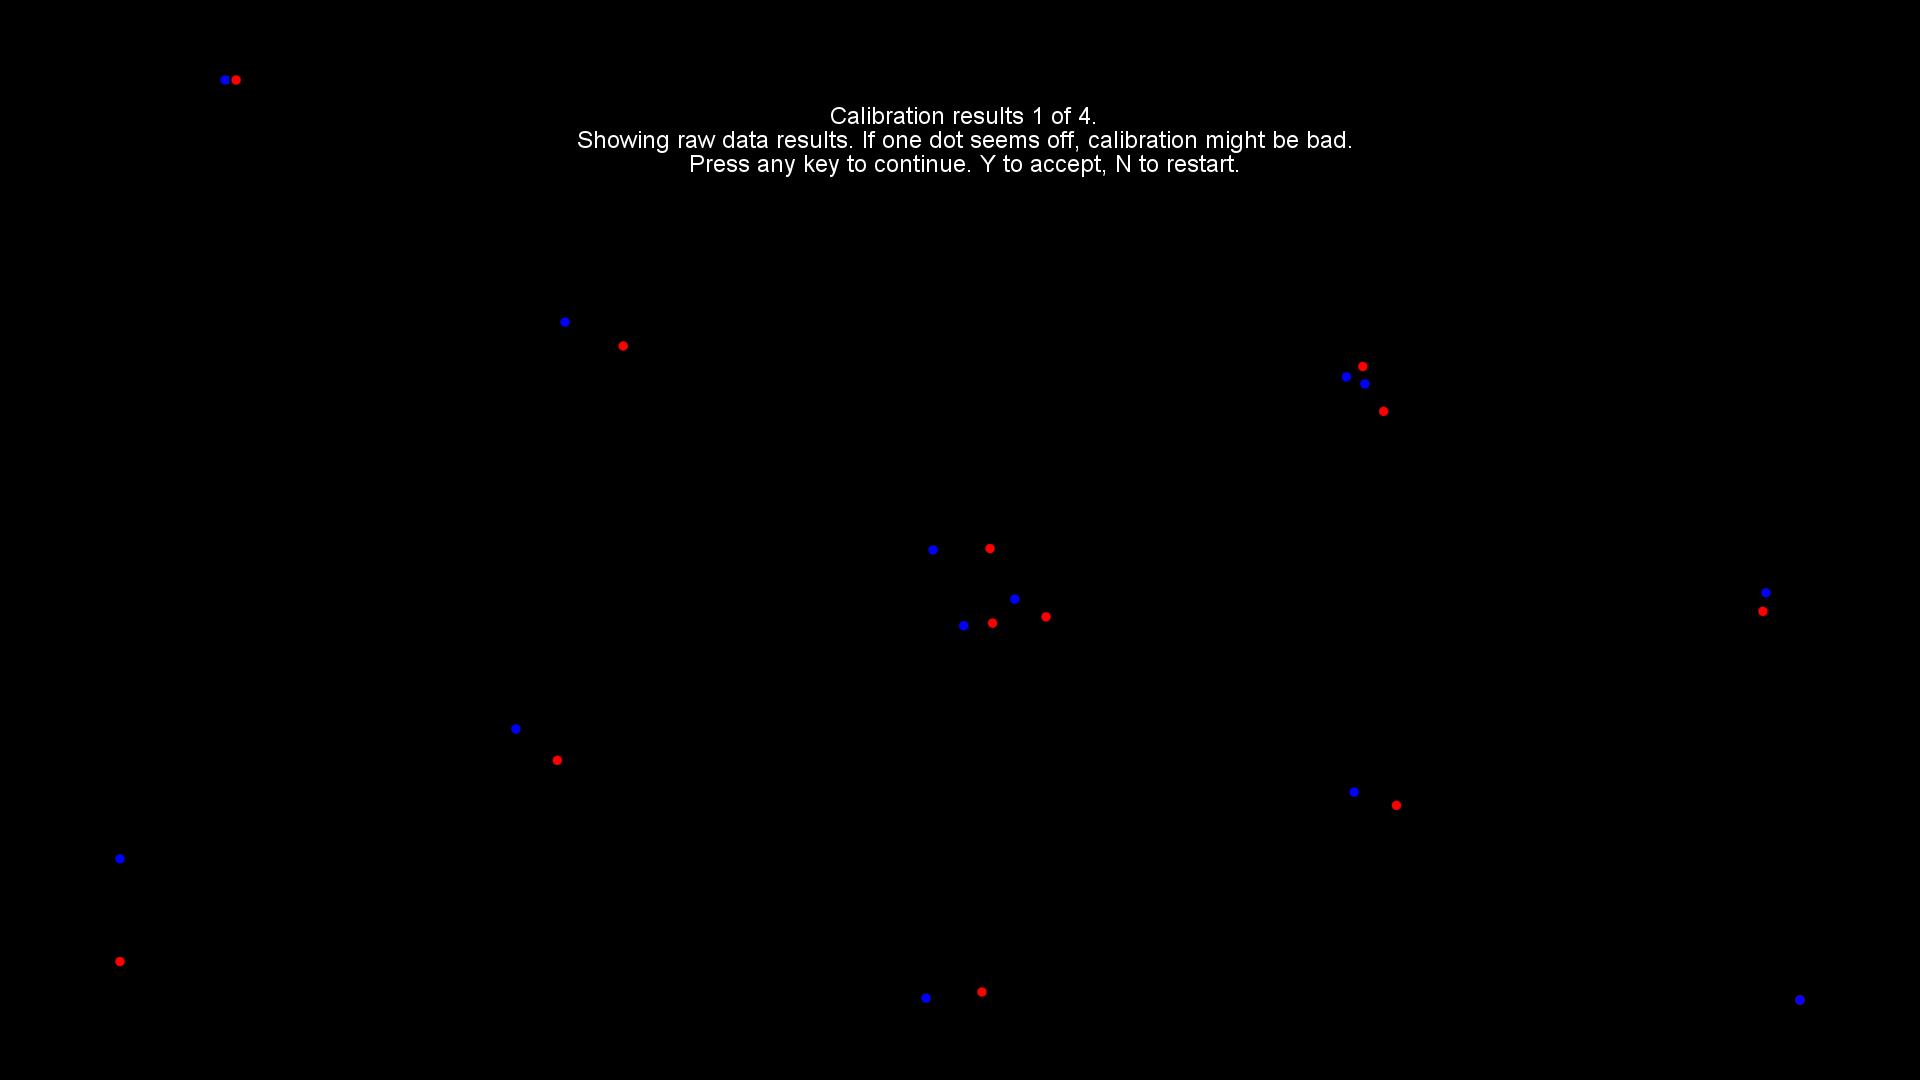 Calibration results 1 of 4.
Showing raw data results. If one dot seems off, calibration might be bad.
Press any key to continue. Y to accept, N to restart.